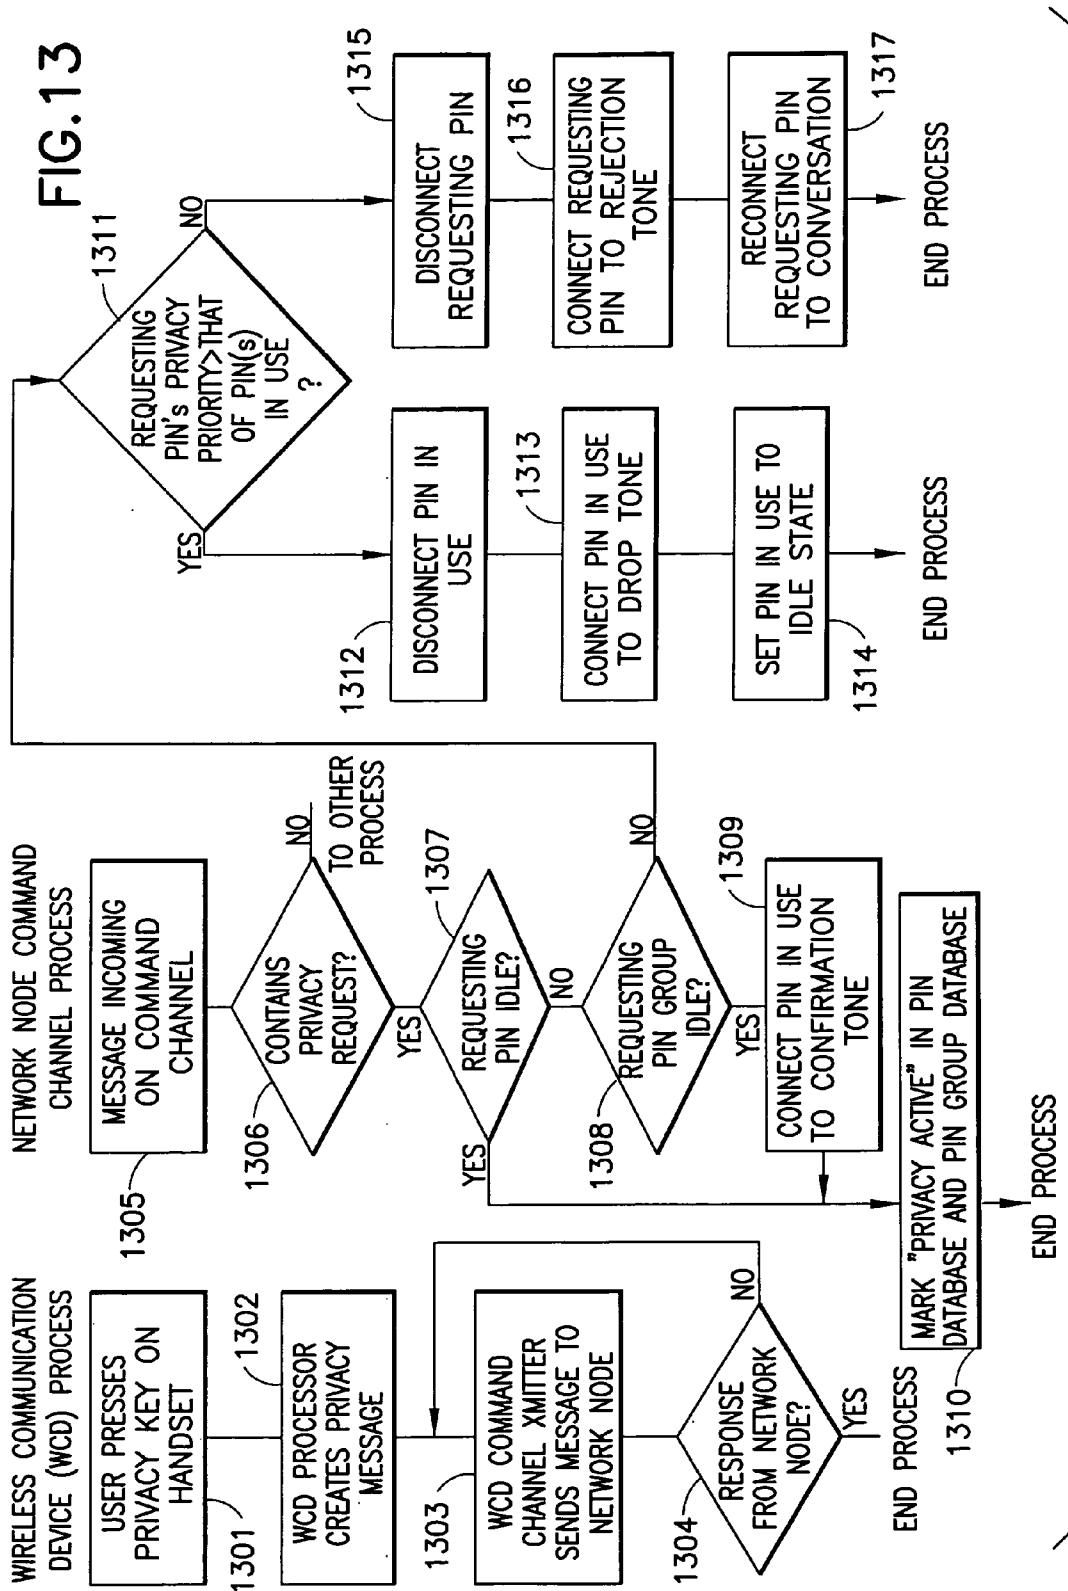 FIG.13
WIRELESS COMMUNICATION
DEVICE (WCD) PROCESS
USER PRESSES
PRIVACY KEY ON
HANDSET
1301
WCD PROCESSOR
CREATES PRIVACY
MESSAGE
1302
WCD COMMAND
CHANNEL XMITTER
SENDS MESSAGE TO
NETWORK NODE
1303
RESPONSE
FROM NETWORK
NODE?
1304
NO
YES
END PROCESS
NETWORK NODE COMMAND
CHANNEL PROCESS
MESSAGE INCOMING
ON COMMAND
CHANNEL
1305
CONTAINS
PRIVACY
REQUEST?
1306
NO
TO OTHER
PROCESS
YES
REQUESTING
PIN IDLE?
1307
YES
NO
REQUESTING
PIN GROUP
IDLE?
1308
NO
YES
CONNECT PIN IN USE
TO CONFIRMATION
TONE
1309
MARK "PRIVACY ACTIVE" IN PIN
DATABASE AND PIN GROUP DATABASE
1310
END PROCESS
REQUESTING
PIN's PRIVACY
PRIORITY>THAT
OF PIN(s)
IN USE
?
1311
YES
NO
DISCONNECT PIN IN
USE
1312
CONNECT PIN IN USE
TO DROP TONE
1313
SET PIN IN USE TO
IDLE STATE
1314
END PROCESS
DISCONNECT
REQUESTING PIN
1315
CONNECT REQUESTING
PIN TO REJECTION
TONE
1316
RECONNECT
REQUESTING PIN
TO CONVERSATION
1317
END PROCESS